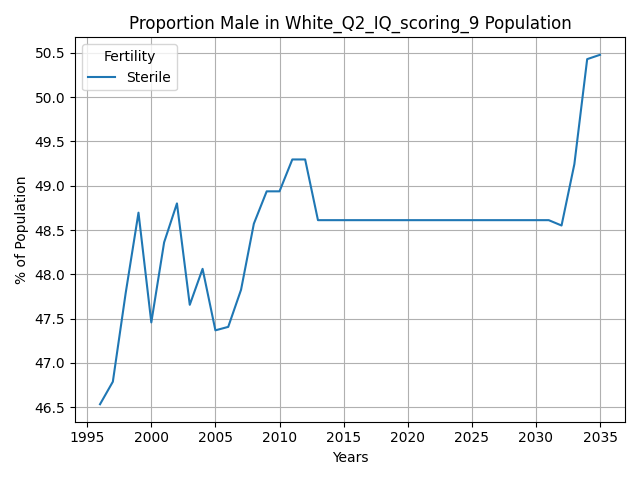 Proportion Male in White_Q2_IQ_scoring_9 Population
Fertility
Sterile
% of Population
50.5
50.0
49.5
49.0
48.5
48.0
47.5
47.0
46.5
1995 2000 2005 2010 2015 2020 2025 2030 2035
Years